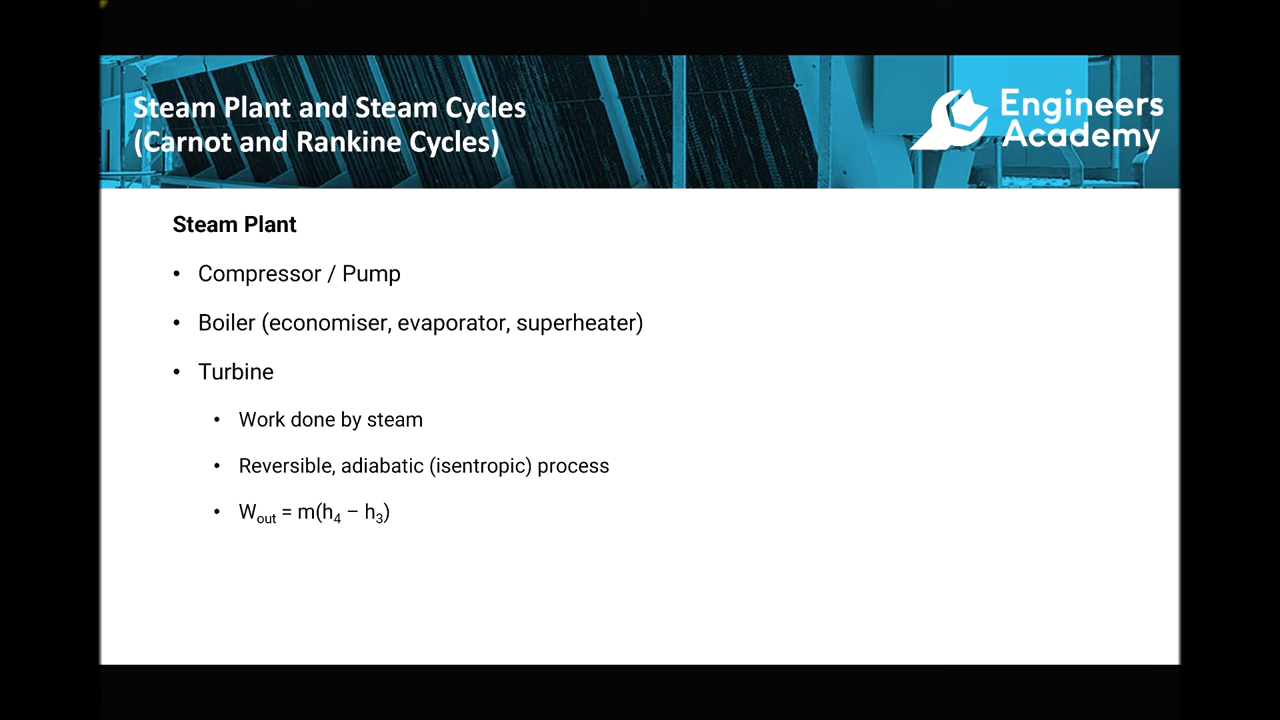 Steam Plant and Steam Cycles
(Carnot and Rankine Cycles)
Engineers
Academy
Steam Plant
• Compressor / Pump
• Boiler (economiser, evaporator, superheater)
• Turbine
• Work done by steam
• Reversible, adiabatic (isentropic) process
• Wout = m(h4 – h3)